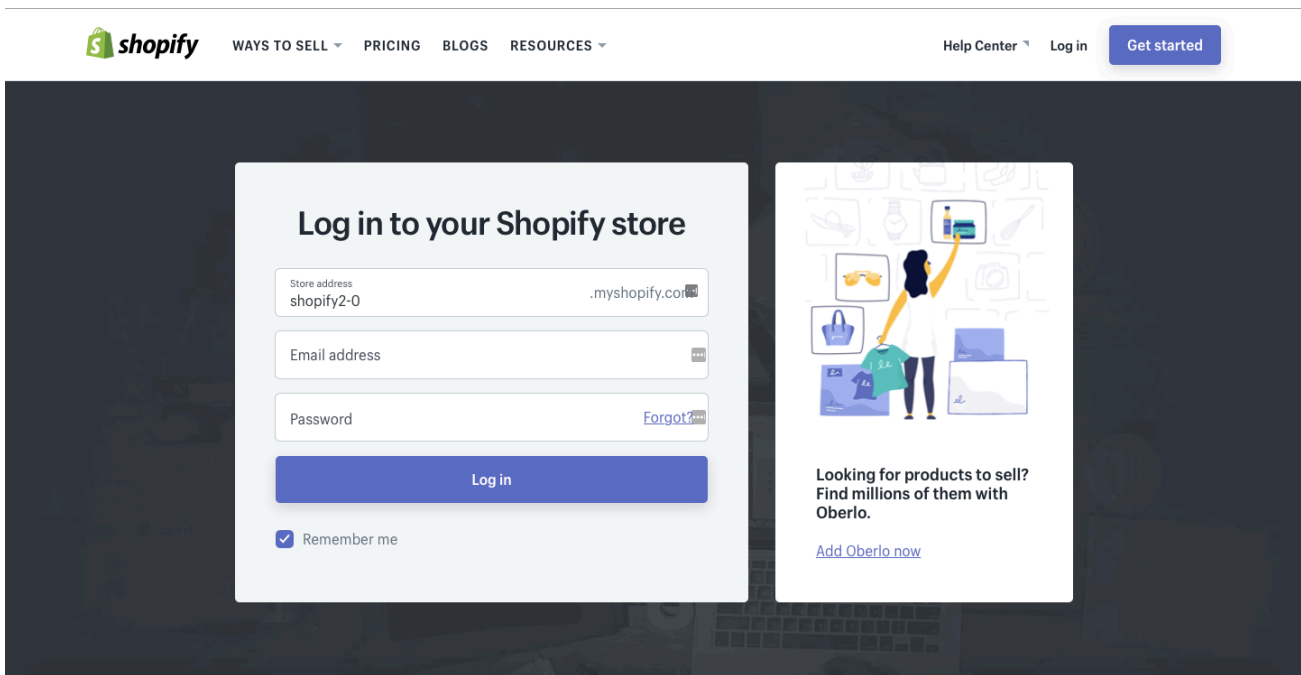 shopify
WAYS TO SELL
PRICING
BLOGS
RESOURCES
Help Center
Log in
Get started
Log in to your Shopify store
Store address
shopify2-0
.myshopify.com
Email address
Password
Forgot?
Log in
Remember me
Looking for products to sell?
Find millions of them with
Oberlo.
Add Oberlo now